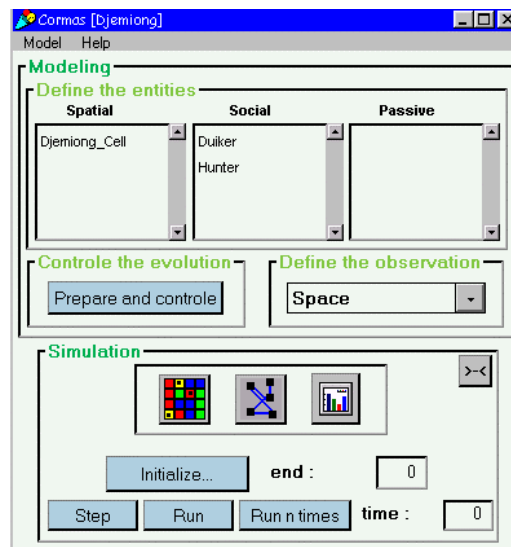 Cormas [Djemiong]
Model Help
Modeling
Define the entities
Spatial Social Passive
Djemiong_Cell Duiker
Hunter
Controle the evolution Define the observation
Prepare and controle Space
Simulation
>-<
Initialize... end : 0
Step Run Run n times time : 0